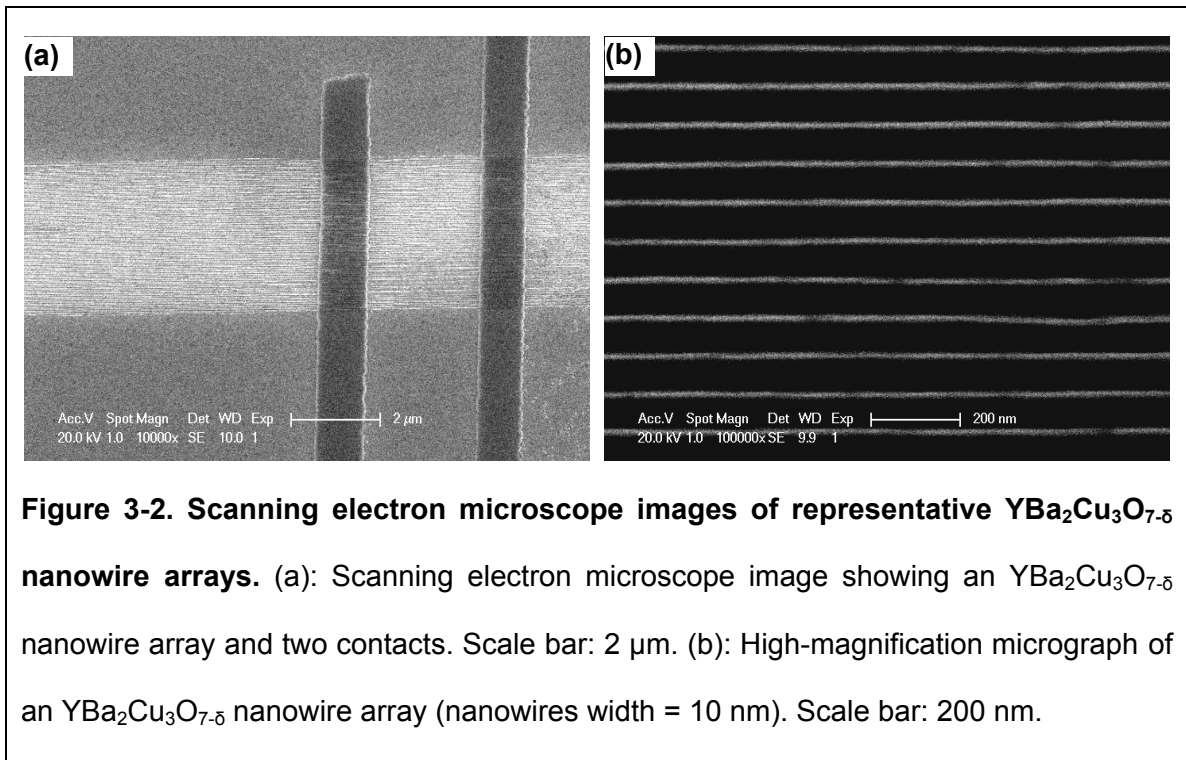 (a)
(b)
Acc.V Spot Magn Det WD Exp 2 μm
20.0 kV 1.0 10000x SE 10.0 1
Acc.V Spot Magn Det WD Exp 200 nm
20.0 kV 1.0 100000x SE 9.9 1
Figure 3-2. Scanning electron microscope images of representative YBa₂Cu₃O₇₋δ
nanowire arrays. (a): Scanning electron microscope image showing an YBa₂Cu₃O₇₋δ
nanowire array and two contacts. Scale bar: 2 μm. (b): High-magnification micrograph of
an YBa₂Cu₃O₇₋δ nanowire array (nanowires width = 10 nm). Scale bar: 200 nm.